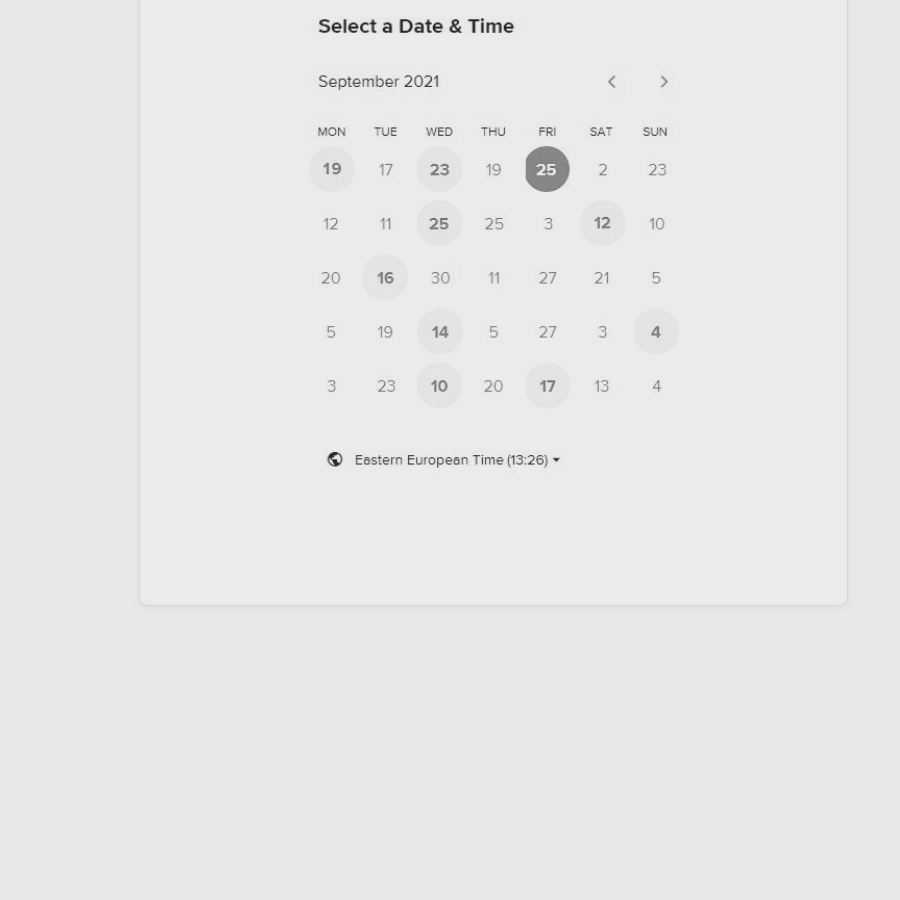 Select a Date & Time
September 2021
MON TUE WED THU FRI SAT SUN
19 17 23 19 25 2 23
12 11 25 25 3 12 10
20 16 30 11 27 21 5
5 19 14 5 27 3 4
3 23 10 20 17 13 4
Eastern European Time (13:26)